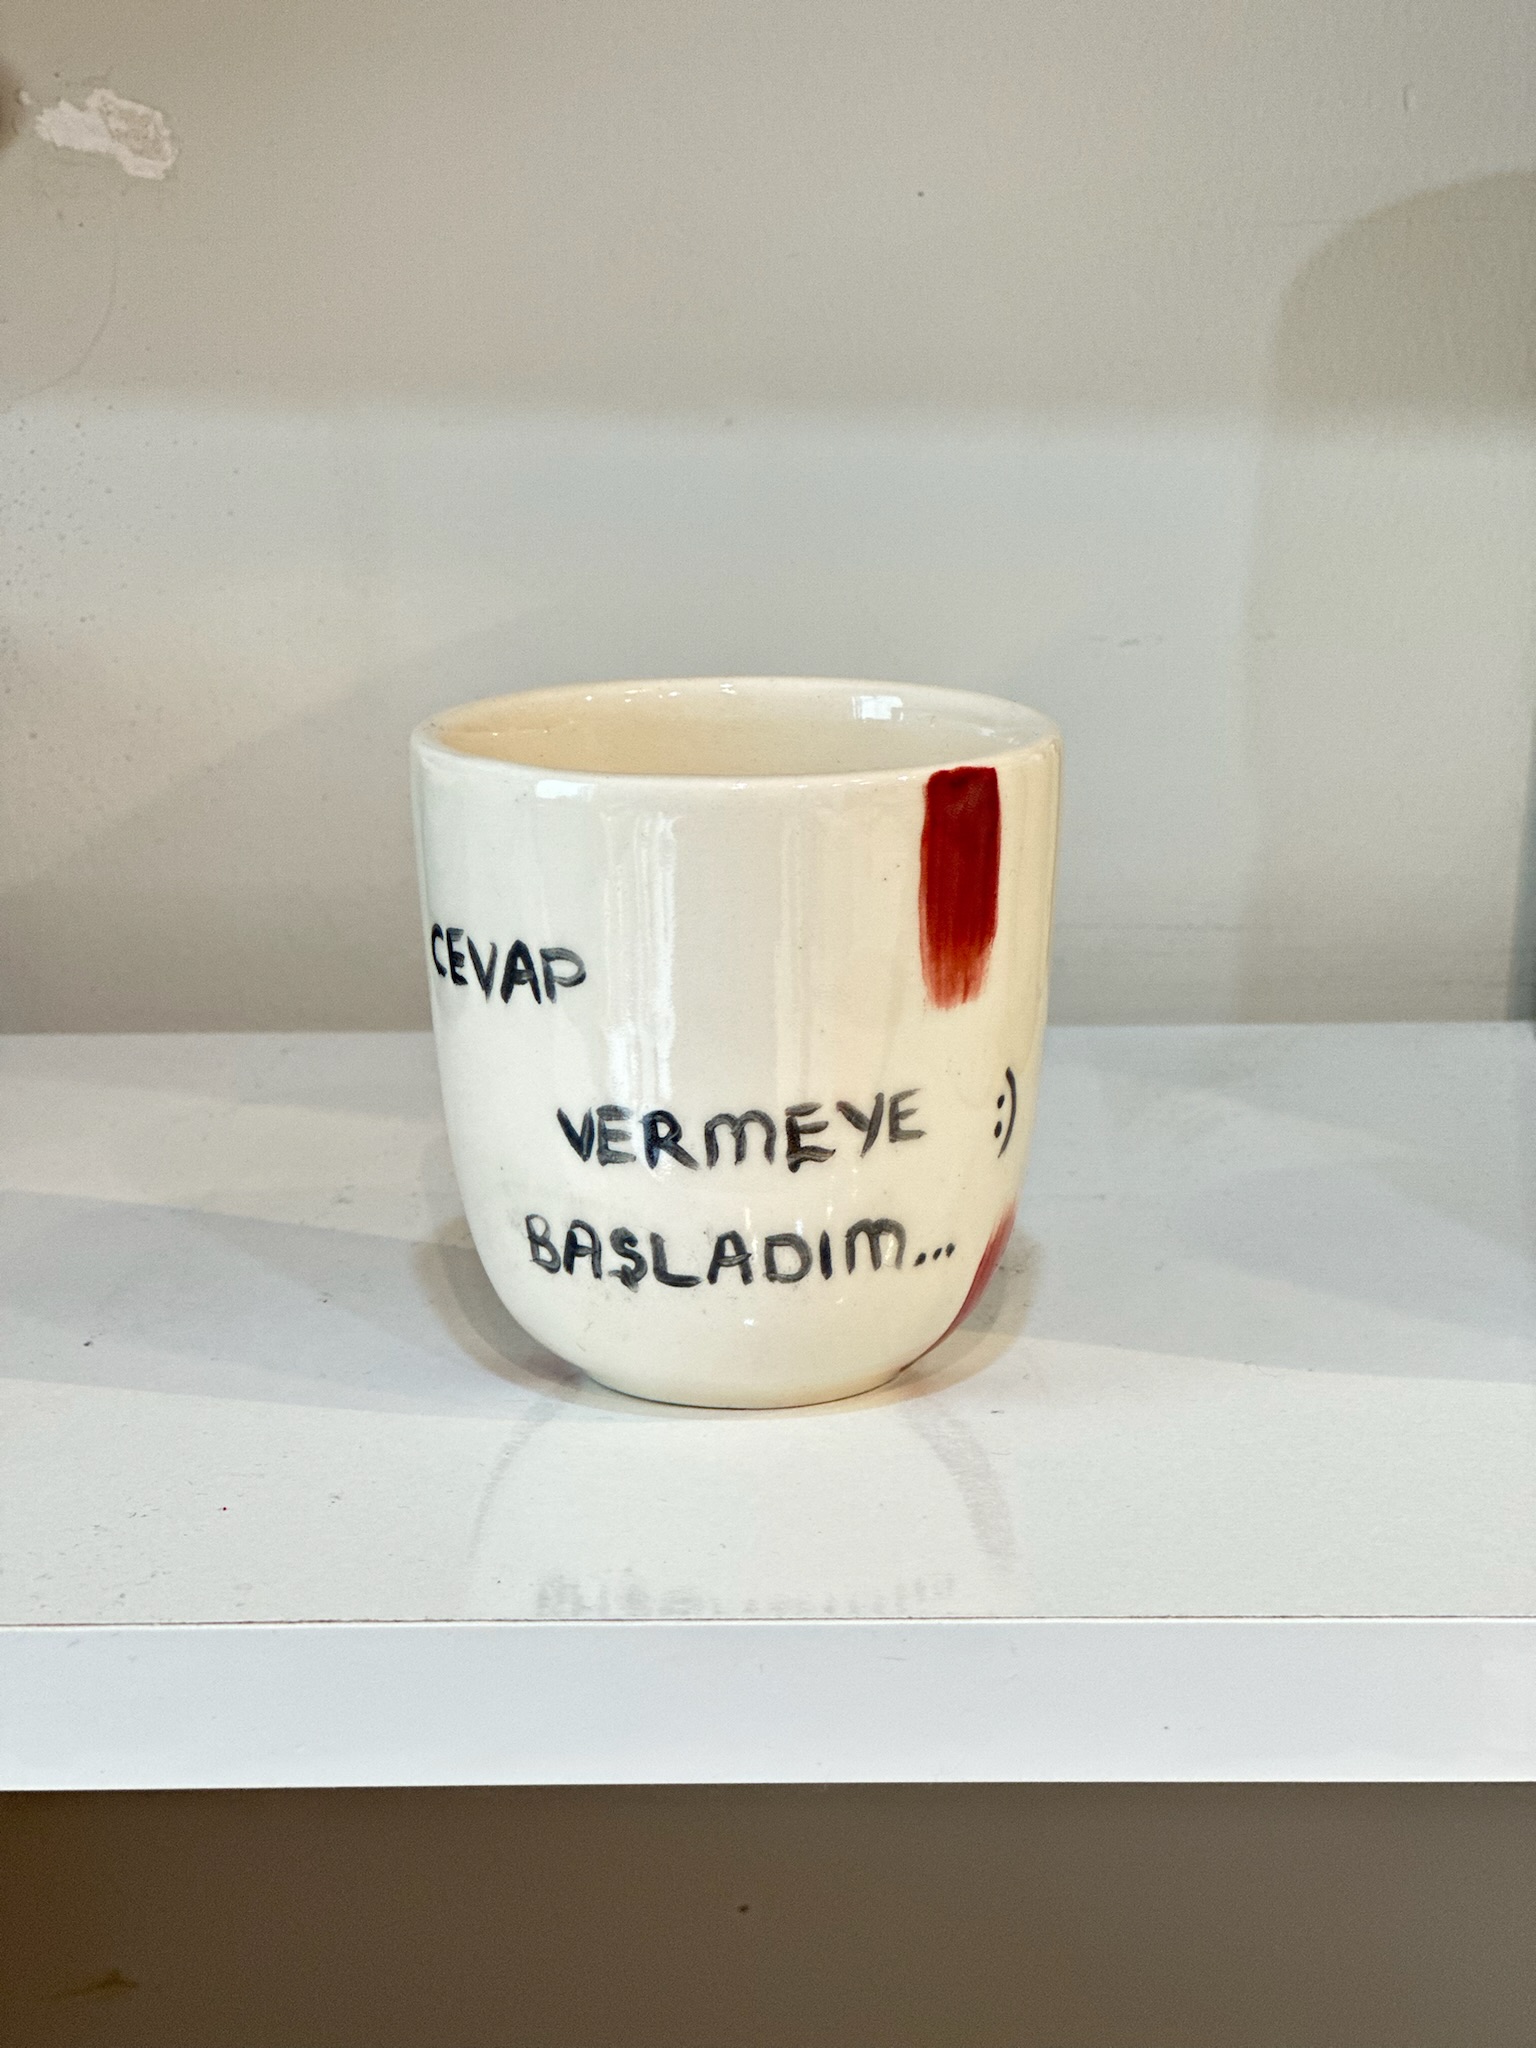 CEVAP
VERMEYE :)
BAŞLADIM...